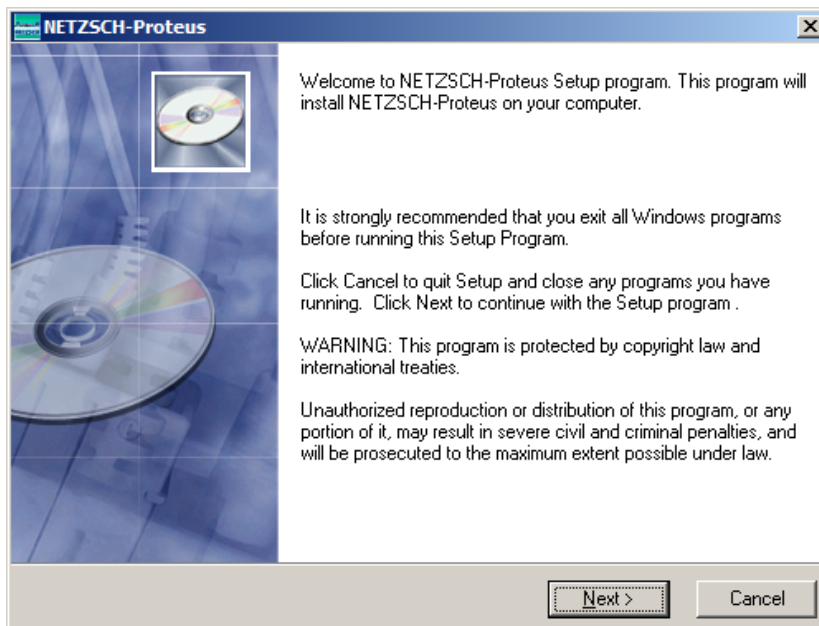 NETZSCH-Proteus
Welcome to NETZSCH-Proteus Setup program. This program will
install NETZSCH-Proteus on your computer.
It is strongly recommended that you exit all Windows programs
before running this Setup Program.
Click Cancel to quit Setup and close any programs you have
running.  Click Next to continue with the Setup program .
WARNING: This program is protected by copyright law and
international treaties.
Unauthorized reproduction or distribution of this program, or any
portion of it, may result in severe civil and criminal penalties, and
will be prosecuted to the maximum extent possible under law.
Next >
Cancel